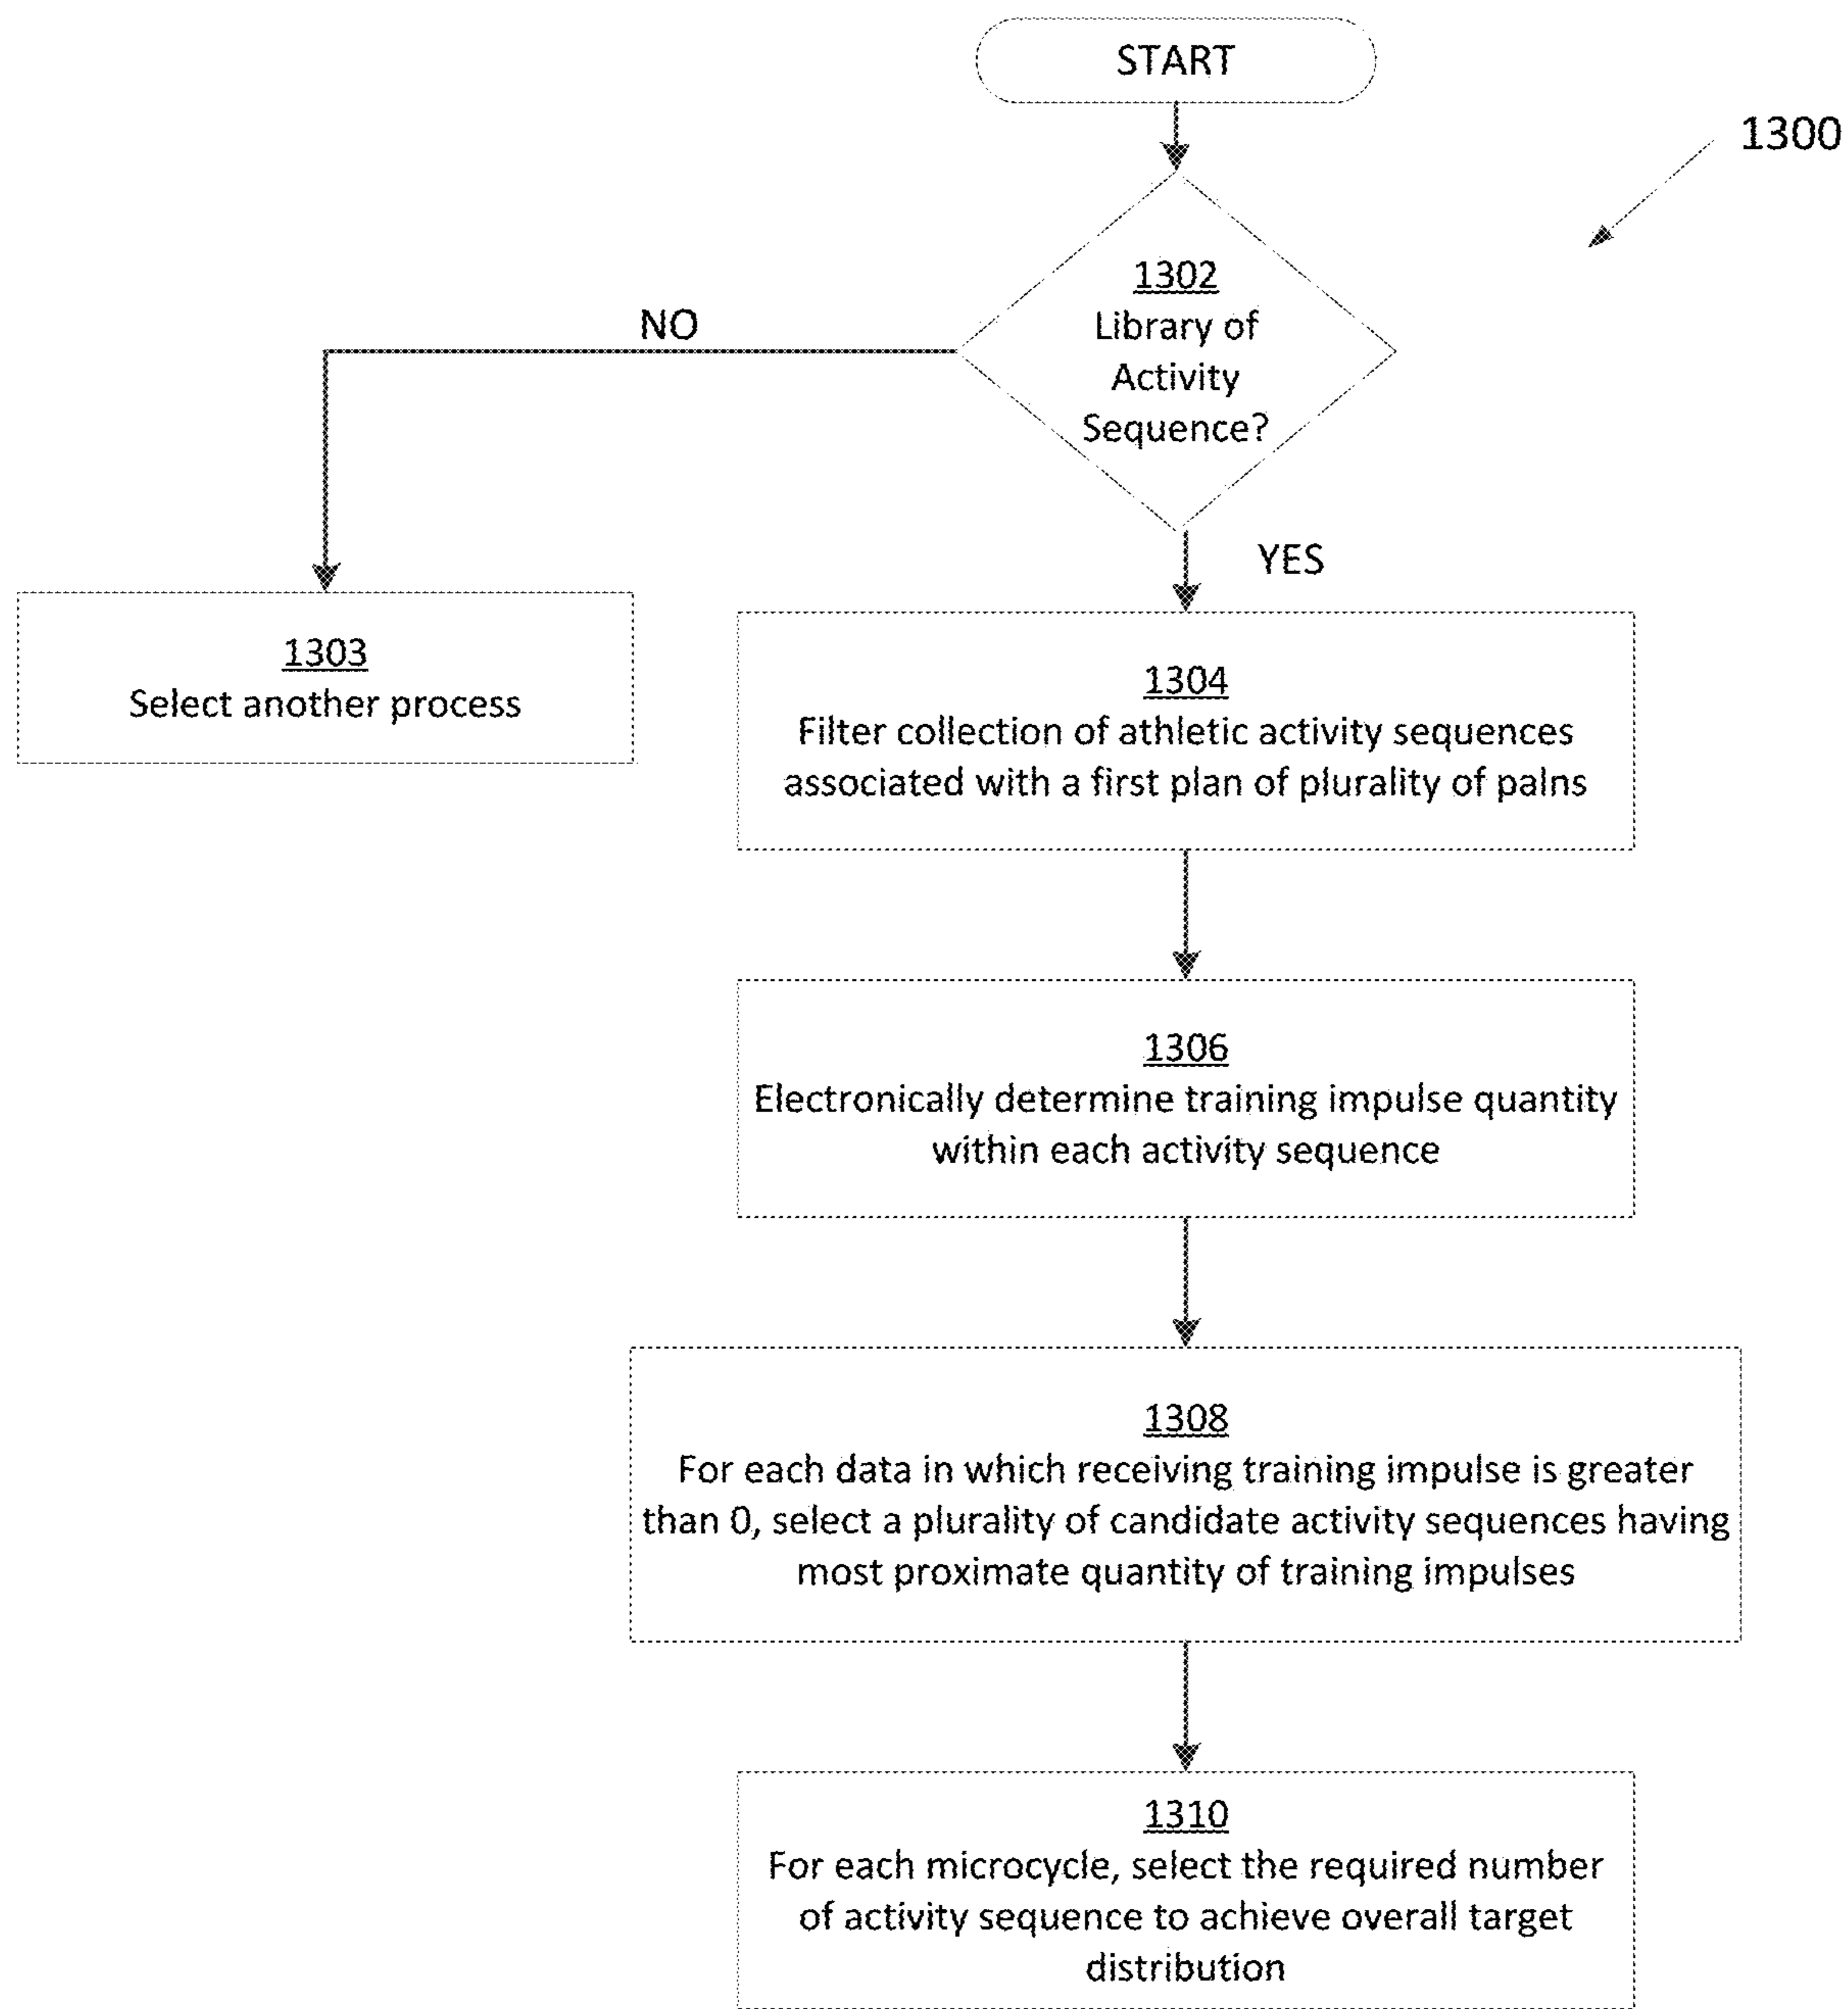 START
1300
1302
Library of
Activity
Sequence?
NO
YES
1303
Select another process
1304
Filter collection of athletic activity sequences
associated with a first plan of plurality of palns
1306
Electronically determine training impulse quantity
within each activity sequence
1308
For each data in which receiving training impulse is greater
than 0, select a plurality of candidate activity sequences having
most proximate quantity of training impulses
1310
For each microcycle, select the required number
of activity sequence to achieve overall target
distribution